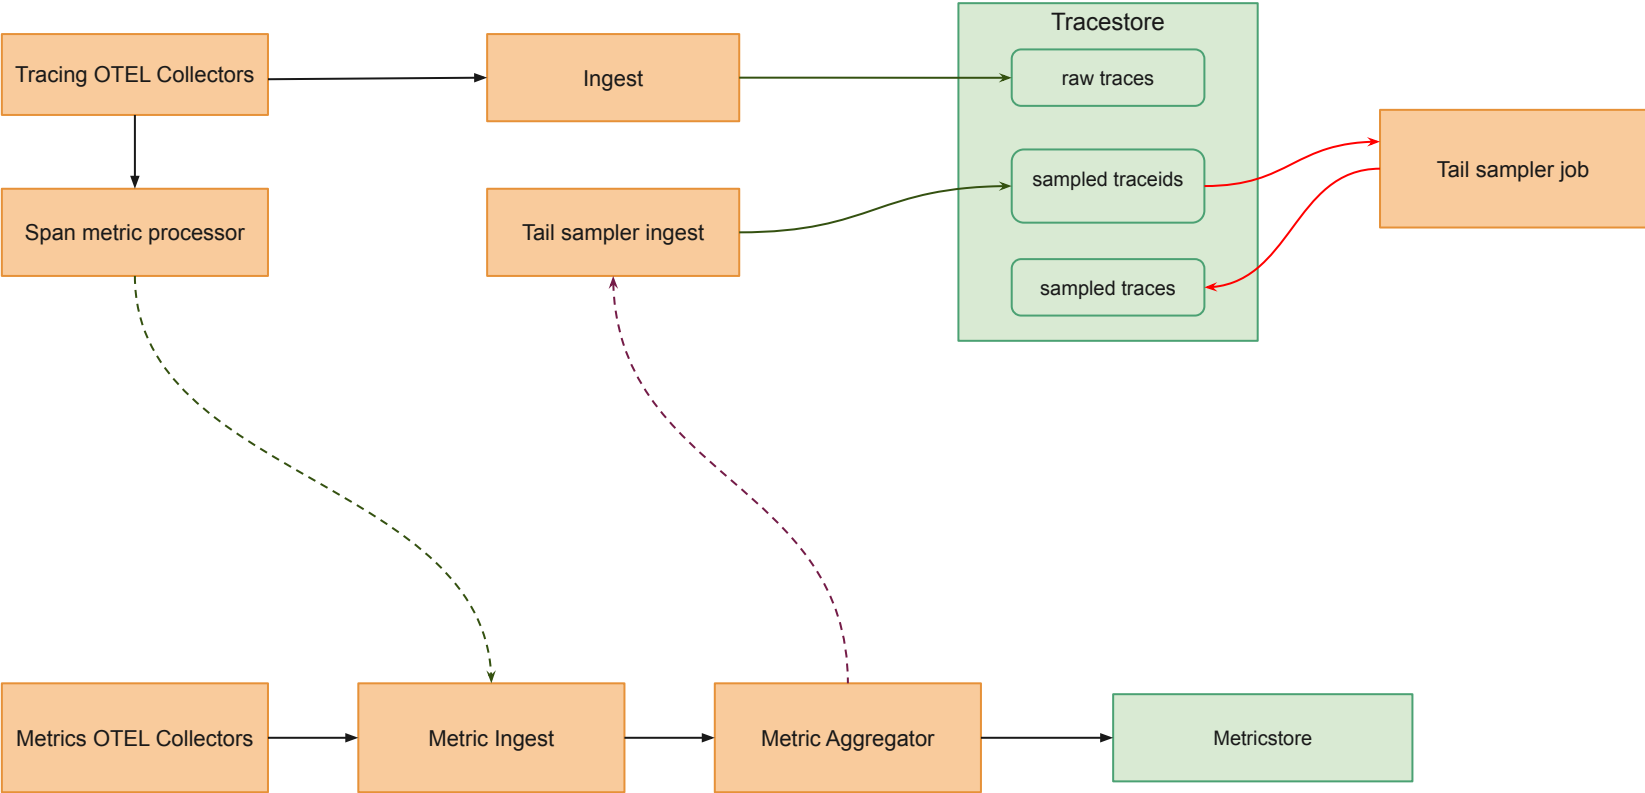 Tracestore
Tracing OTEL Collectors
Ingest
raw traces
Tail sampler job
sampled traceids
Span metric processor
Tail sampler ingest
sampled traces
Metrics OTEL Collectors
Metric Ingest
Metric Aggregator
Metricstore